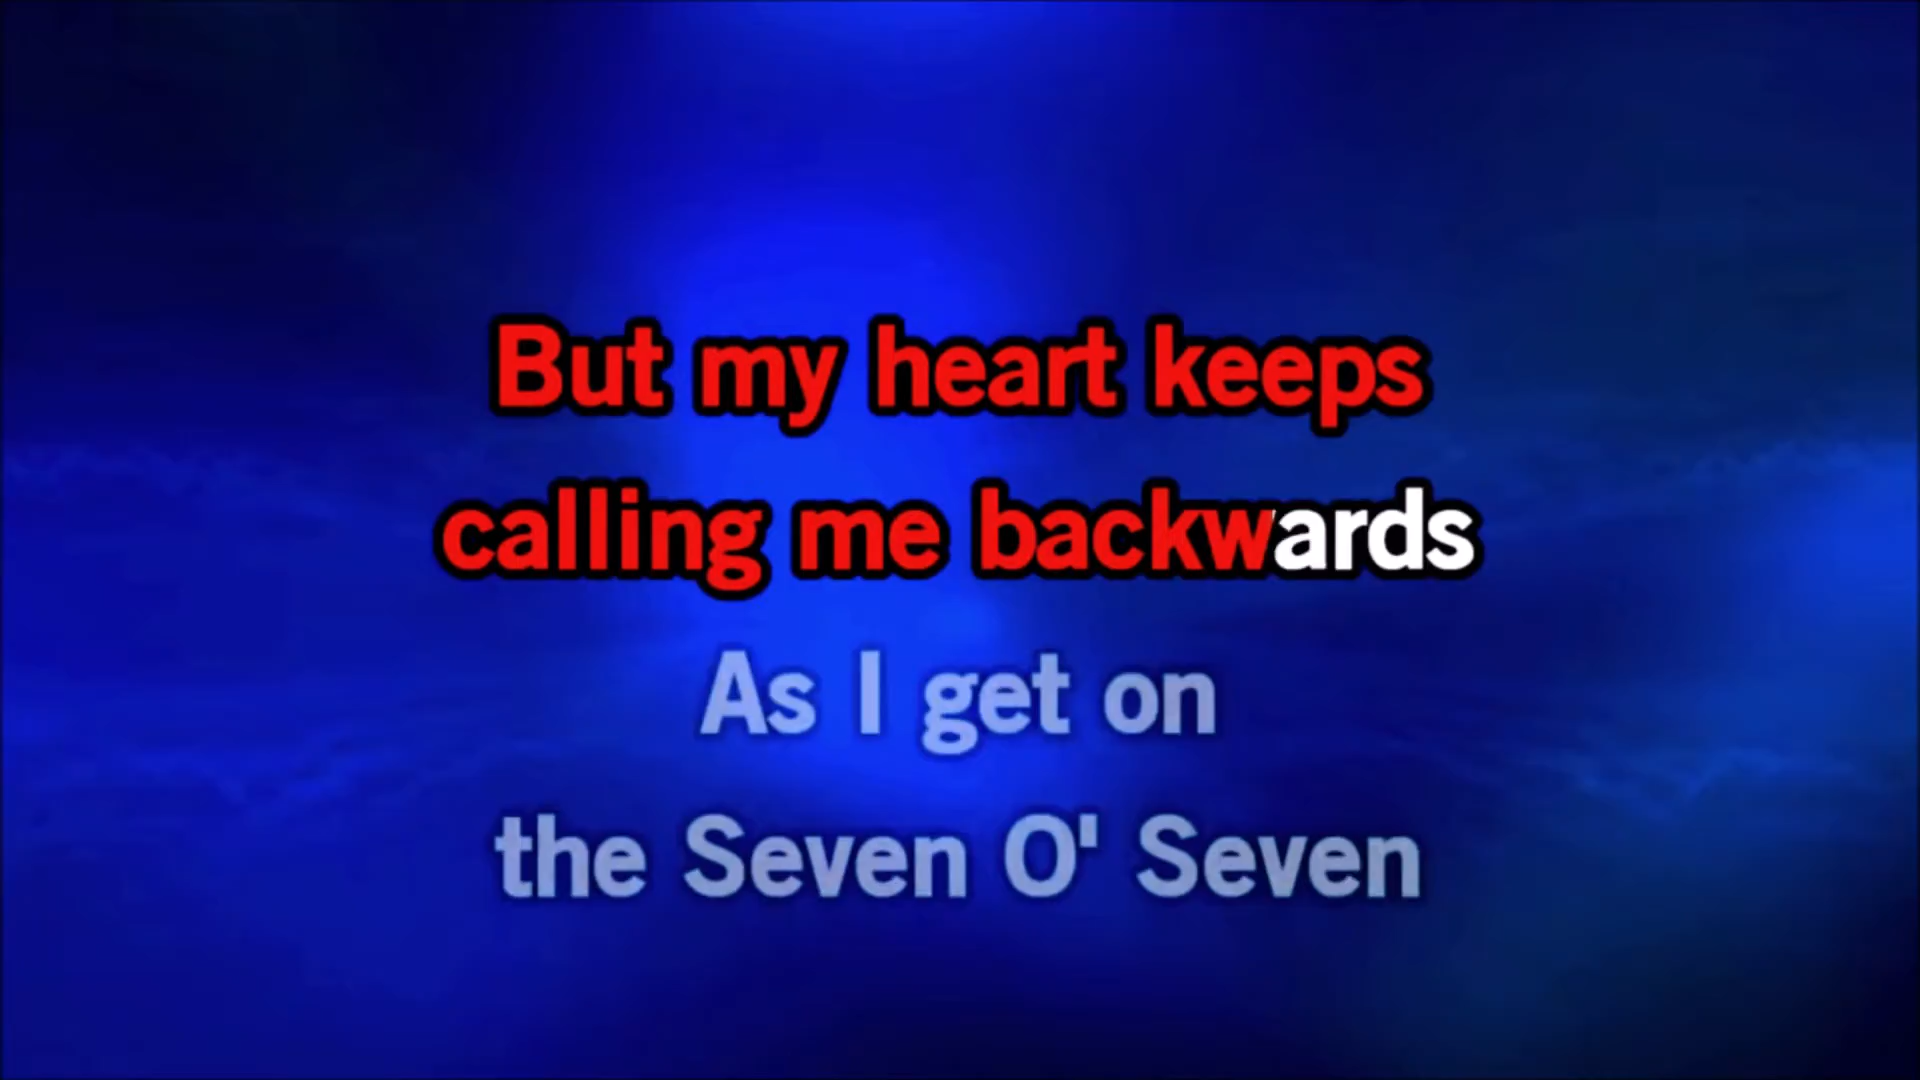 But my heart keeps
calling me backwards
As I get on
the Seven O' Seven